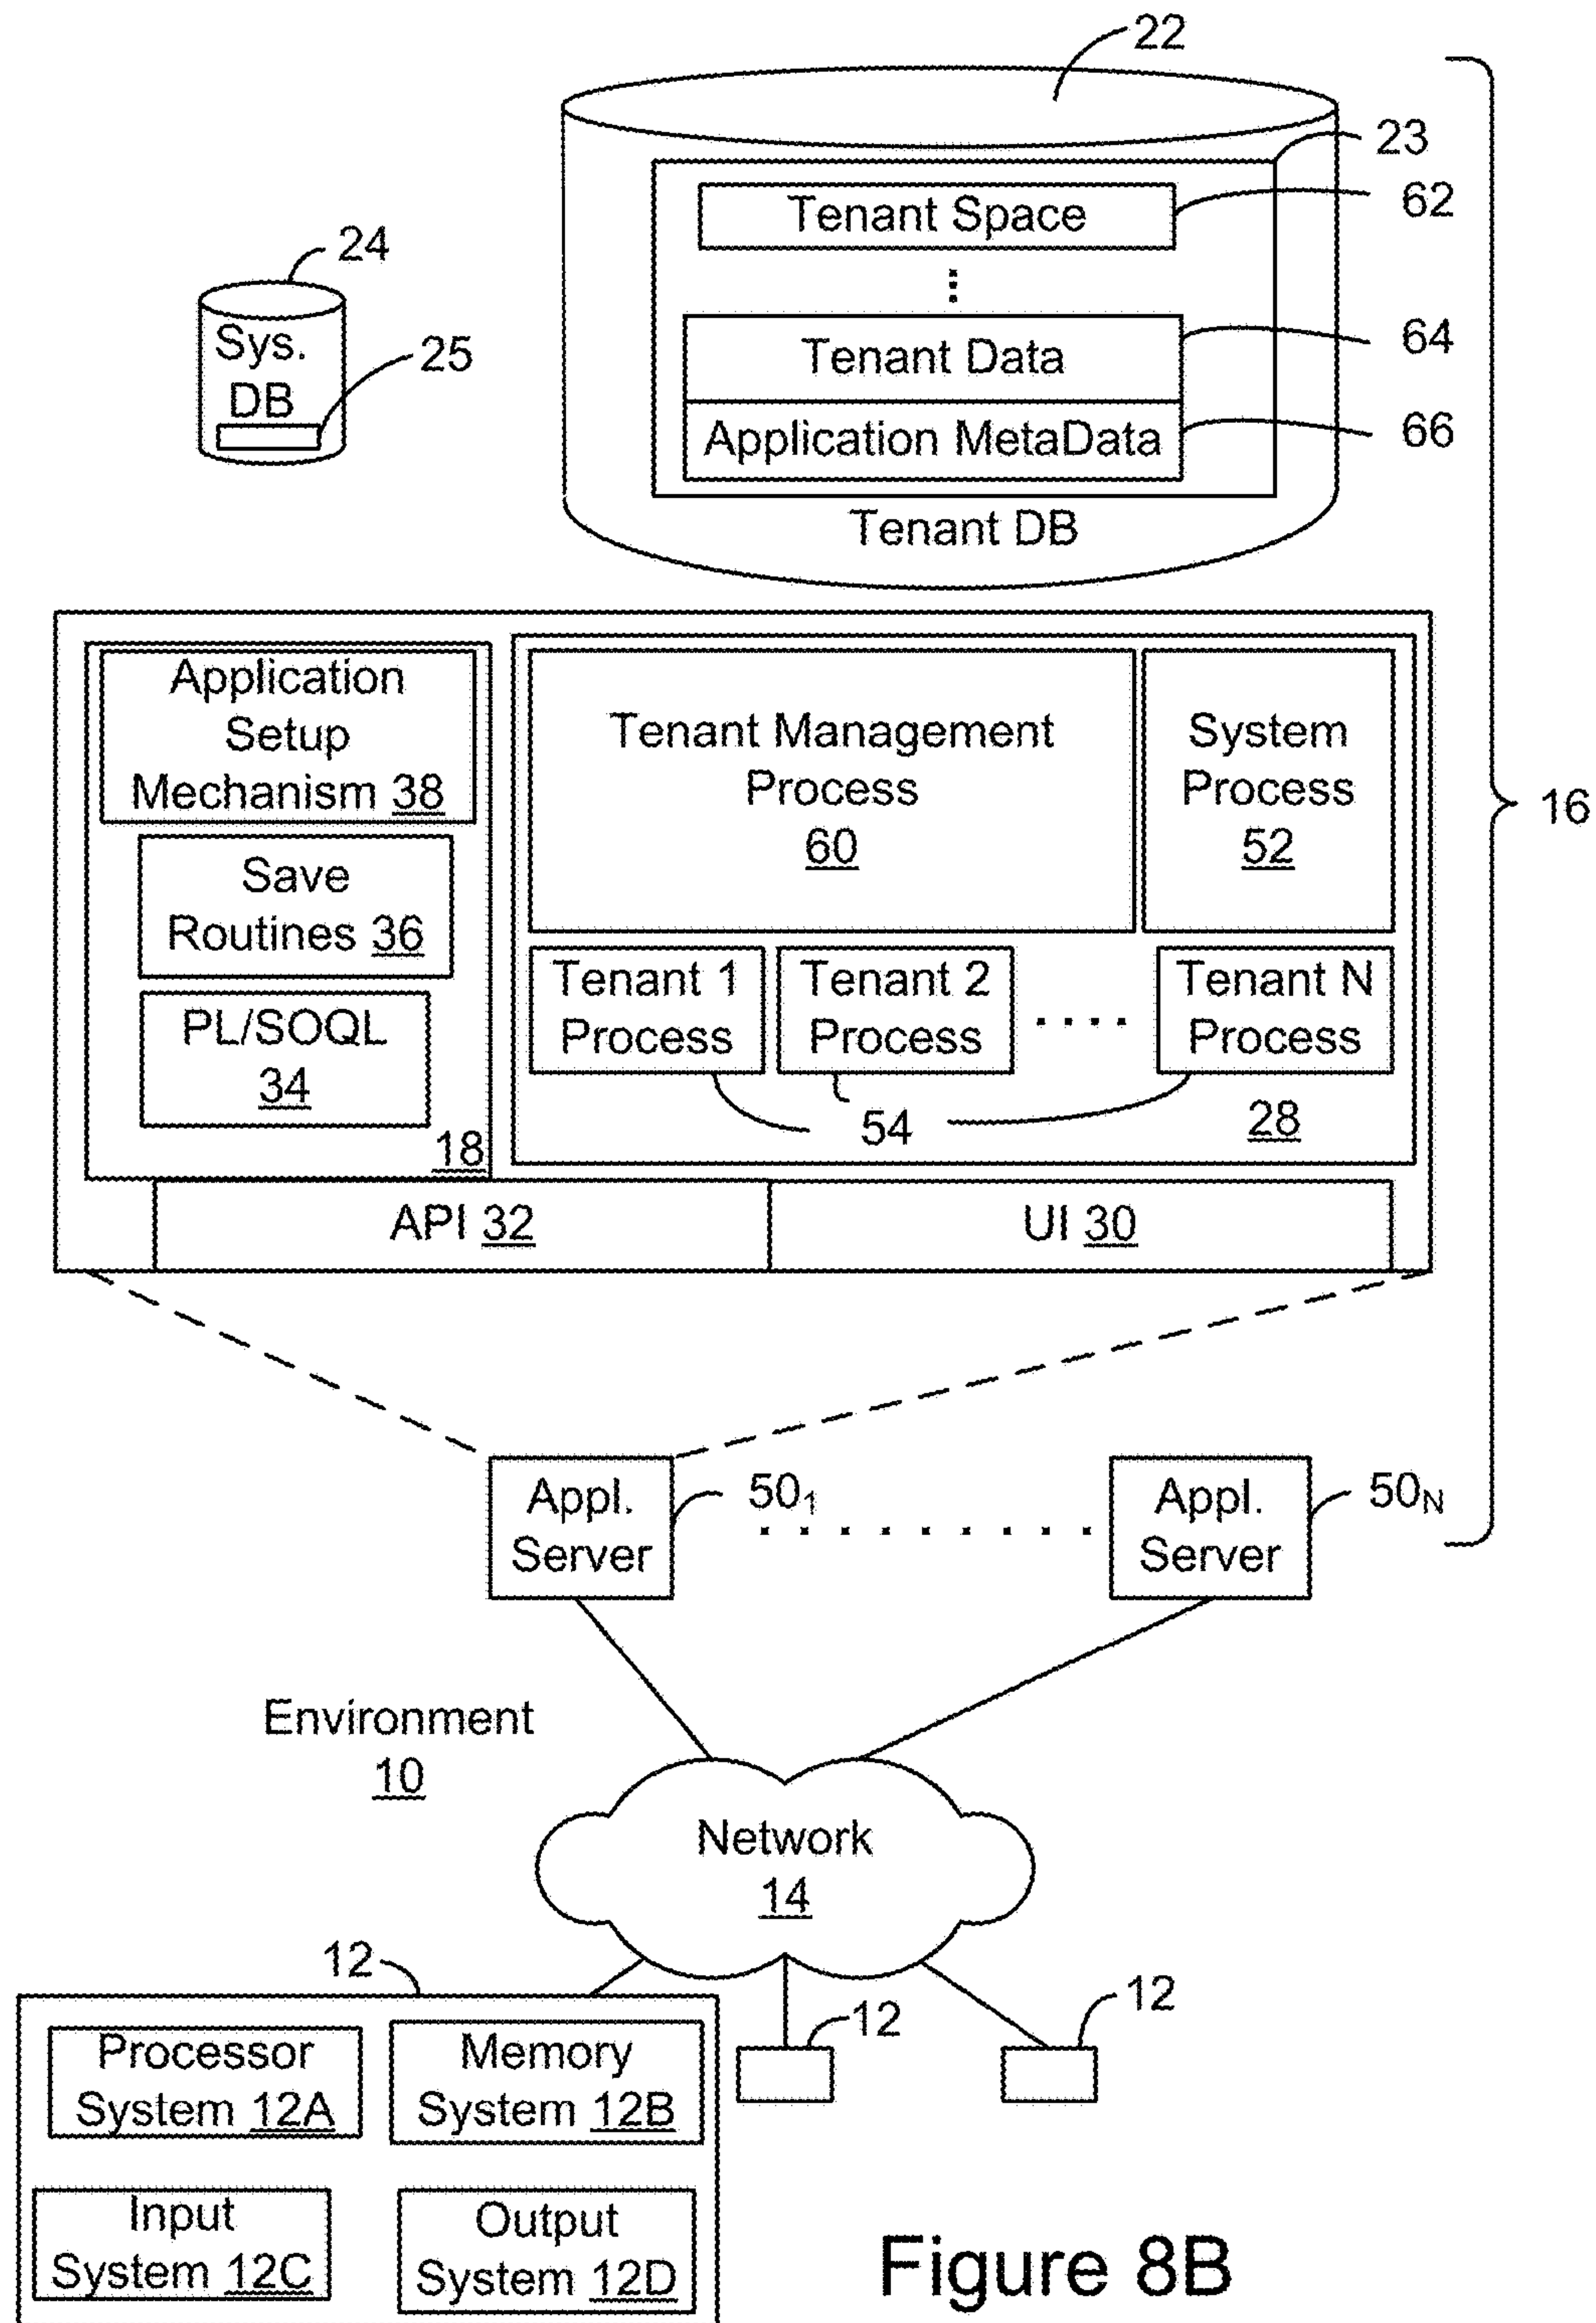 22
23
Tenant Space
62
24
Tenant Data
64
Sys.
DB
25
Application MetaData
66
Tenant DB
Application
Setup
Mechanism 38
Tenant Management
Process
60
System
Process
52
16
Save
Routines 36
Tenant 1
Process
Tenant 2
Process
Tenant N
Process
PL/SOQL
34
54
28
18
API 32
UI 30
Appl.
Server
50₁
Appl.
Server
50N
Environment
10
Network
14
12
12
12
Processor
System 12A
Memory
System 12B
Input
System 12C
Output
System 12D
Figure 8B